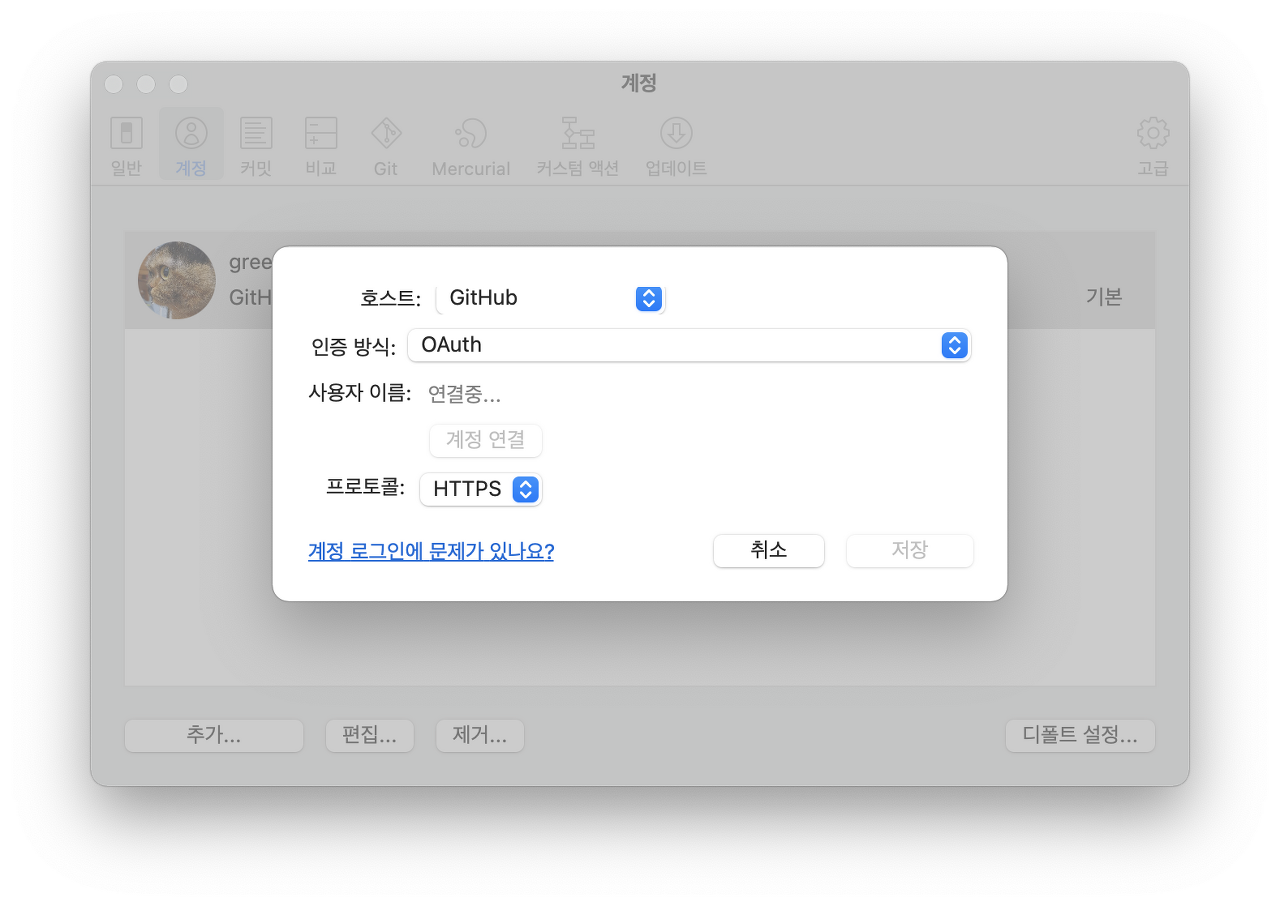 계정
일반
계정
커밋
비교
Git
Mercurial
커스텀 액션
업데이트
고급
gree
GitH
기본
호스트: GitHub
인증 방식: OAuth
사용자 이름: 연결중...
계정 연결
프로토콜: HTTPS
계정 로그인에 문제가 있나요?
취소
저장
추가...
편집...
제거...
디폴트 설정...